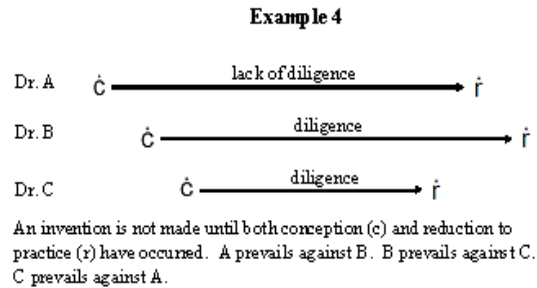 Example 4
lack of diligence
Dr. A ċ ṙ
diligence
Dr. B ċ ṙ
diligence
Dr. C ċ ṙ
An invention is not made until both conception (c) and reduction to
practice (r) have occurred. A prevails against B. B prevails against C.
C prevails against A.